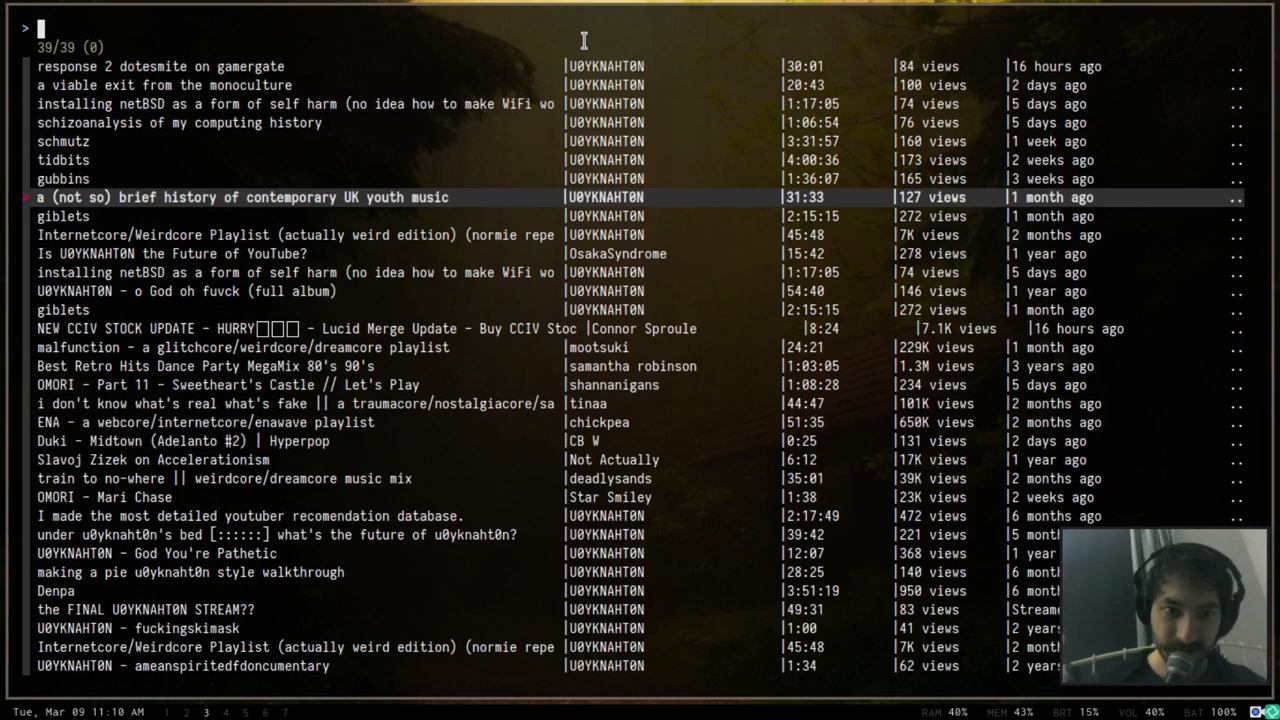 >
39/39 (0)
response 2 dotesmite on gamergate |U0YKNAHT0N |30:01 |84 views |16 hours ago ..
a viable exit from the monoculture |U0YKNAHT0N |20:43 |100 views |2 days ago ..
installing netBSD as a form of self harm (no idea how to make WiFi wo |U0YKNAHT0N |1:17:05 |74 views |5 days ago ..
schizoanalysis of my computing history |U0YKNAHT0N |1:06:54 |76 views |5 days ago ..
schmutz |U0YKNAHT0N |3:31:57 |160 views |1 week ago ..
tidbits |U0YKNAHT0N |4:00:36 |173 views |2 weeks ago ..
gubbins |U0YKNAHT0N |1:36:07 |165 views |3 weeks ago ..
a (not so) brief history of contemporary UK youth music |U0YKNAHT0N |31:33 |127 views |1 month ago ..
giblets |U0YKNAHT0N |2:15:15 |272 views |1 month ago ..
Internetcore/Weirdcore Playlist (actually weird edition) (normie repe |U0YKNAHT0N |45:48 |7K views |2 months ago ..
Is U0YKNAHT0N the Future of YouTube? |OsakaSyndrome |15:42 |278 views |1 year ago ..
installing netBSD as a form of self harm (no idea how to make WiFi wo |U0YKNAHT0N |1:17:05 |74 views |5 days ago ..
U0YKNAHT0N - o God oh fuvck (full album) |U0YKNAHT0N |54:40 |146 views |1 year ago ..
giblets |U0YKNAHT0N |2:15:15 |272 views |1 month ago ..
NEW CCIV STOCK UPDATE - HURRY□□□ - Lucid Merge Update - Buy CCIV Stoc |Connor Sproule |8:24 |7.1K views |16 hours ago ..
malfunction - a glitchcore/weirdcore/dreamcore playlist |mootsuki |24:21 |229K views |1 month ago ..
Best Retro Hits Dance Party MegaMix 80's 90's |samantha robinson |1:03:05 |1.3M views |3 years ago ..
OMORI - Part 11 - Sweetheart's Castle // Let's Play |shannanigans |1:08:28 |234 views |5 days ago ..
i don't know what's real what's fake || a traumacore/nostalgiacore/sa |tinaa |44:47 |101K views |2 months ago ..
ENA - a webcore/internetcore/enawave playlist |chickpea |51:35 |650K views |2 months ago ..
Duki - Midtown (Adelanto #2) | Hyperpop |CB W |0:25 |131 views |2 days ago ..
Slavoj Zizek on Accelerationism |Not Actually |6:12 |17K views |1 year ago ..
train to no-where || weirdcore/dreamcore music mix |deadlysands |35:01 |39K views |2 months ago ..
OMORI - Mari Chase |Star Smiley |1:38 |23K views |2 weeks ago ..
I made the most detailed youtuber recomendation database. |U0YKNAHT0N |2:17:49 |472 views |6 months ago ..
under u0yknaht0n's bed [::::::] what's the future of u0yknaht0n? |U0YKNAHT0N |39:42 |221 views |5 mont
U0YKNAHT0N - God You're Pathetic |U0YKNAHT0N |12:07 |368 views |1 year
making a pie u0yknaht0n style walkthrough |U0YKNAHT0N |28:25 |140 views |6 mont
Denpa |U0YKNAHT0N |3:51:19 |950 views |6 mont
the FINAL U0YKNAHT0N STREAM?? |U0YKNAHT0N |49:31 |83 views |Streame
U0YKNAHT0N - fuckingskimask |U0YKNAHT0N |1:00 |41 views |2 years
Internetcore/Weirdcore Playlist (actually weird edition) (normie repe |U0YKNAHT0N |45:48 |7K views |2 mont
U0YKNAHT0N - ameanspiritedfdoncumentary |U0YKNAHT0N |1:34 |62 views |2 years
Tue, Mar 09 11:10 AM 1 2 3 4 5 6 7 RAM 40% MEM 43% BRT 15% VOL 40% BAT 100%